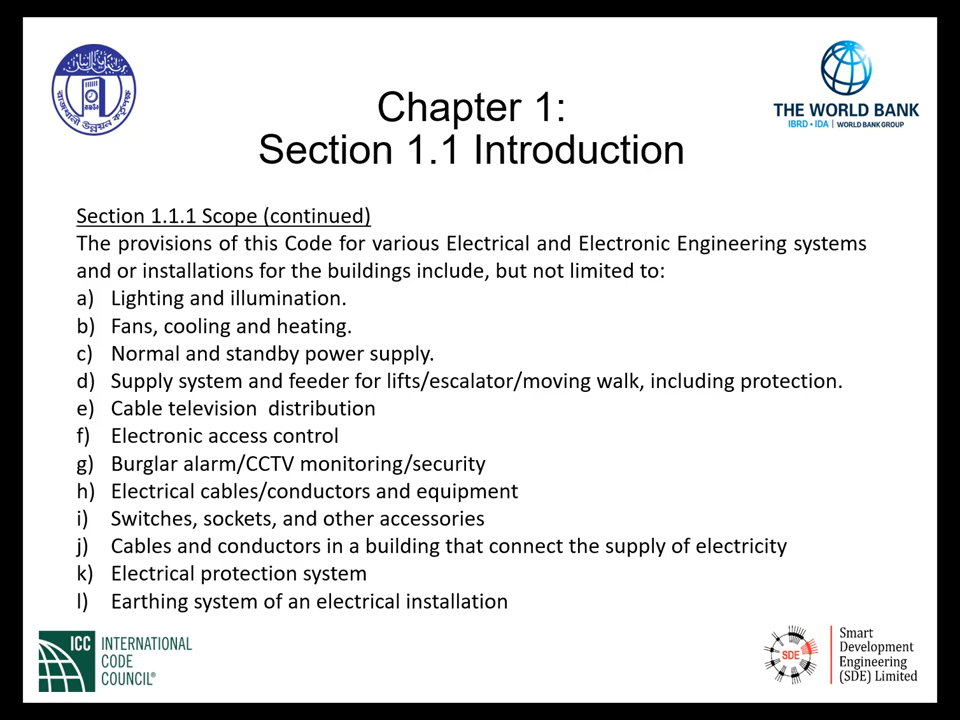 THE WORLD BANK
IBRD • IDA | WORLD BANK GROUP
রাজধানী উন্নয়ন কর্তৃপক্ষ
Chapter 1:
Section 1.1 Introduction
Section 1.1.1 Scope (continued)
The provisions of this Code for various Electrical and Electronic Engineering systems
and or installations for the buildings include, but not limited to:
a) Lighting and illumination.
b) Fans, cooling and heating.
c) Normal and standby power supply.
d) Supply system and feeder for lifts/escalator/moving walk, including protection.
e) Cable television distribution
f) Electronic access control
g) Burglar alarm/CCTV monitoring/security
h) Electrical cables/conductors and equipment
i) Switches, sockets, and other accessories
j) Cables and conductors in a building that connect the supply of electricity
k) Electrical protection system
l) Earthing system of an electrical installation
ICC INTERNATIONAL
CODE
COUNCIL®
SDE
Smart
Development
Engineering
(SDE) Limited